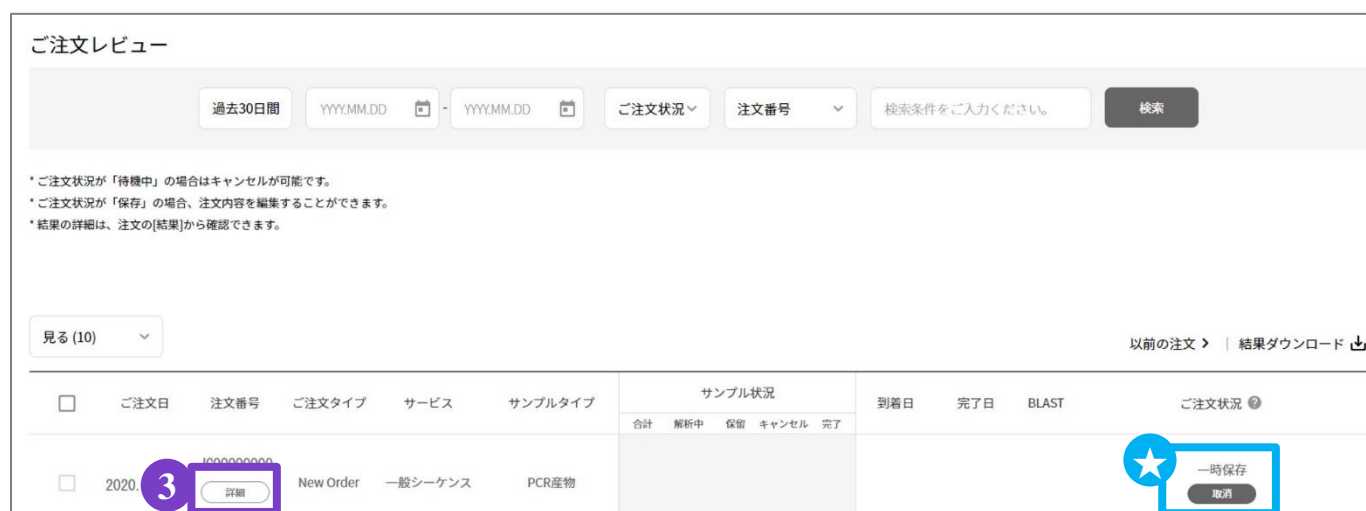 ご注文レビュー
過去30日間 YYYY.MM.DD - YYYY.MM.DD ご注文状況 注文番号 検索条件をご入力ください。 検索
* ご注文状況が「待機中」の場合はキャンセルが可能です。
* ご注文状況が「保存」の場合、注文内容を編集することができます。
* 結果の詳細は、注文の[結果]から確認できます。
見る (10)
以前の注文 | 結果ダウンロード
ご注文日 注文番号 ご注文タイプ サービス サンプルタイプ サンプル状況 到着日 完了日 BLAST ご注文状況
合計 解析中 保留 キャンセル 完了
2020. 3 詳細 New Order 一般シーケンス PCR産物 一時保存
取消